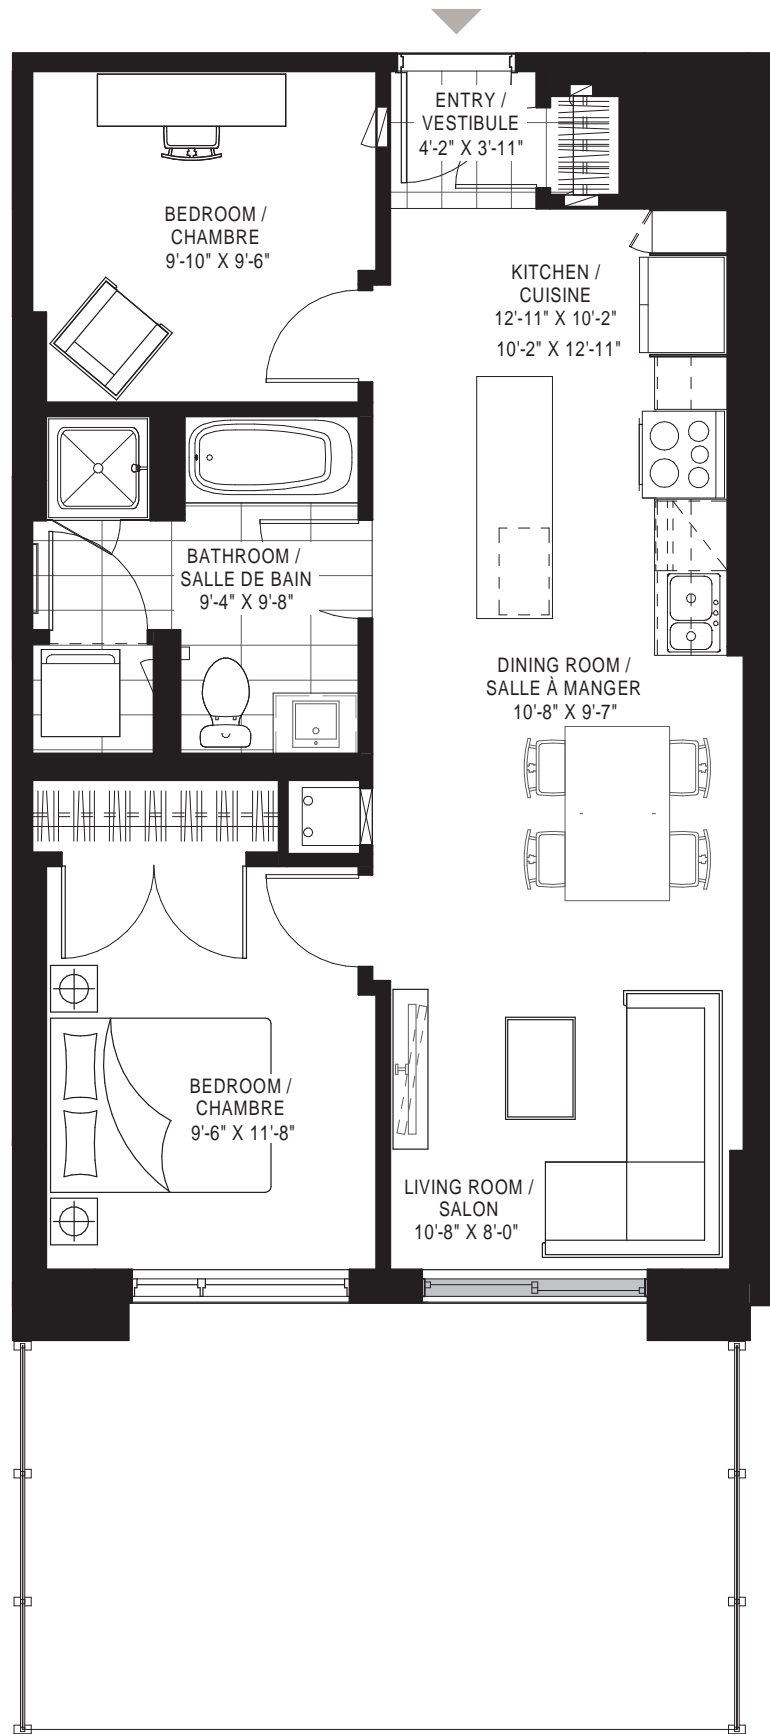 ENTRY /
VESTIBULE
4'-2" X 3'-11"
BEDROOM /
CHAMBRE
9'-10" X 9'-6"
KITCHEN /
CUISINE
12'-11" X 10'-2"
10'-2" X 12'-11"
BATHROOM /
SALLE DE BAIN
9'-4" X 9'-8"
DINING ROOM /
SALLE À MANGER
10'-8" X 9'-7"
BEDROOM /
CHAMBRE
9'-6" X 11'-8"
LIVING ROOM /
SALON
10'-8" X 8'-0"